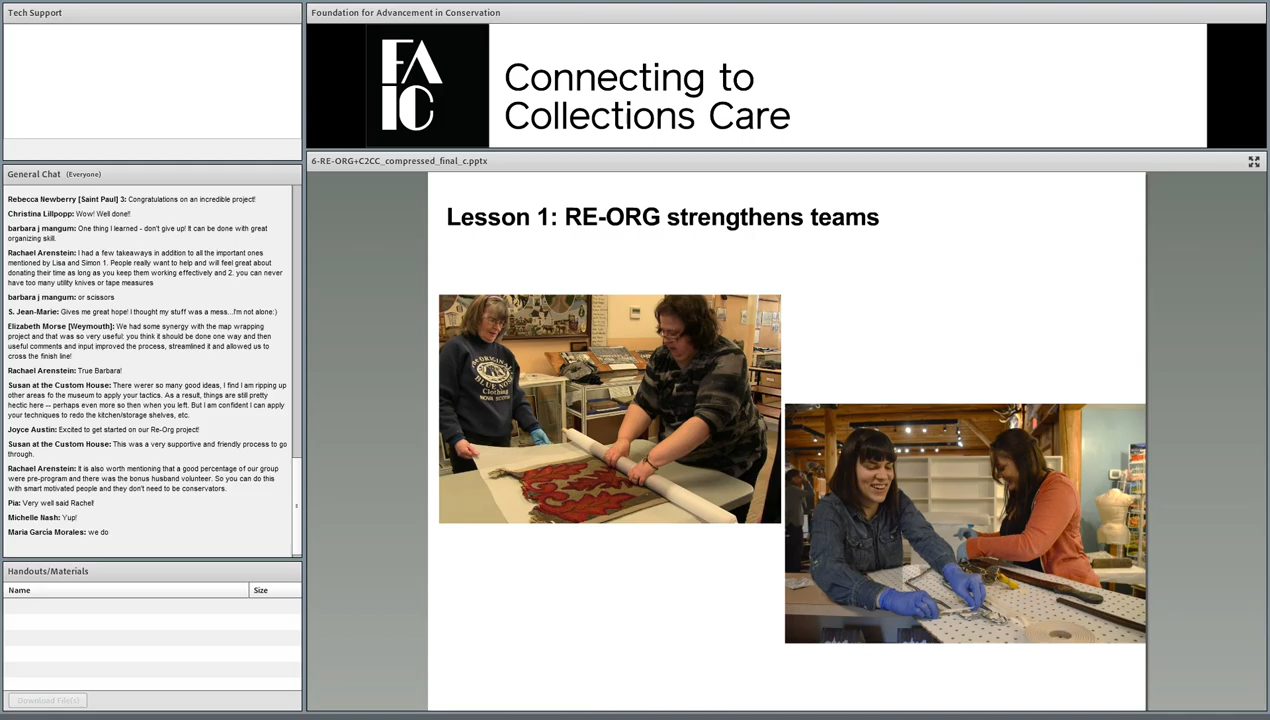 Tech Support
Foundation for Advancement in Conservation
FA
IC
Connecting to
Collections Care
General Chat (Everyone)
Rebecca Newberry [Saint Paul] 3: Congratulations on an incredible project!
Christina Lillpopp: Wow! Well done!!
barbara j mangum: One thing I learned - don't give up! It can be done with great
organizing skill.
Rachael Arenstein: I had a few takeaways in addition to all the important ones
mentioned by Lisa and Simon 1. People really want to help and will feel great about
donating their time as long as you keep them working effectively and 2. you can never
have too many utility knives or tape measures
barbara j mangum: or scissors
S. Jean-Marie: Gives me great hope! I thought my stuff was a mess...I'm not alone:)
Elizabeth Morse [Weymouth]: We had some synergy with the map wrapping
project and that was so very useful: you think it should be done one way and then
useful comments and input improved the process, streamlined it and allowed us to
cross the finish line!
Rachael Arenstein: True Barbara!
Susan at the Custom House: There werer so many good ideas, I find I am ripping up
other areas fo the museum to apply your tactics. As a result, things are still pretty
hectic here -- perhaps even more so then when you left. But I am confident I can apply
your techniques to redo the kitchen/storage shelves, etc.
Joyce Austin: Excited to get started on our Re-Org project!
Susan at the Custom House: This was a very supportive and friendly process to go
through.
Rachael Arenstein: It is also worth mentioning that a good percentage of our group
were pre-program and there was the bonus husband volunteer. So you can do this
with smart motivated people and they don't need to be conservators.
Pia: Very well said Rachel!
Michelle Nash: Yup!
Maria Garcia Morales: we do
Handouts/Materials
Name Size
Download File(s)
6-RE-ORG+C2CC_compressed_final_c.pptx
Lesson 1: RE-ORG strengthens teams
THE ORIGINAL
BLUE NOSE
Clothing
NOVA SCOTIA